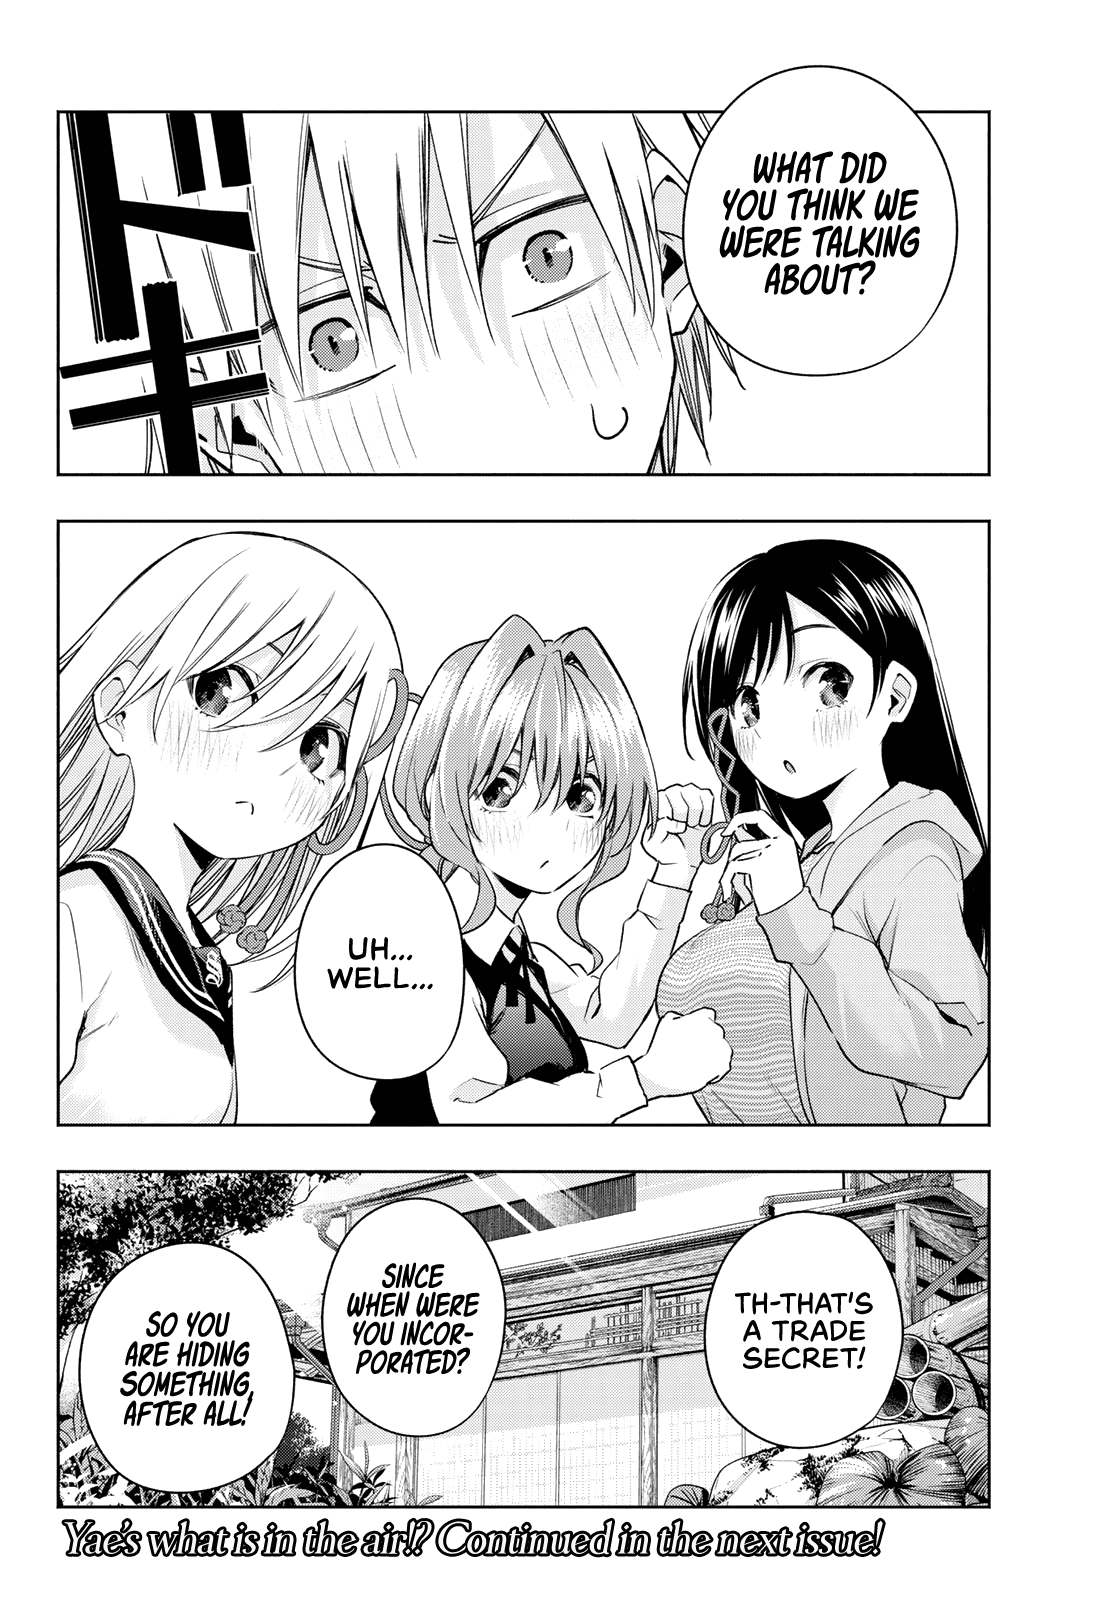 WHAT DID
YOU THINK WE
WERE TALKING
ABOUT?
ドキ
UH...
WELL...
TH-THAT'S
A TRADE
SECRET!
SINCE
WHEN WERE
YOU INCOR-
PORATED?
SO YOU
ARE HIDING
SOMETHING,
AFTER ALL!
Yae's what is in the air!? Continued in the next issue!